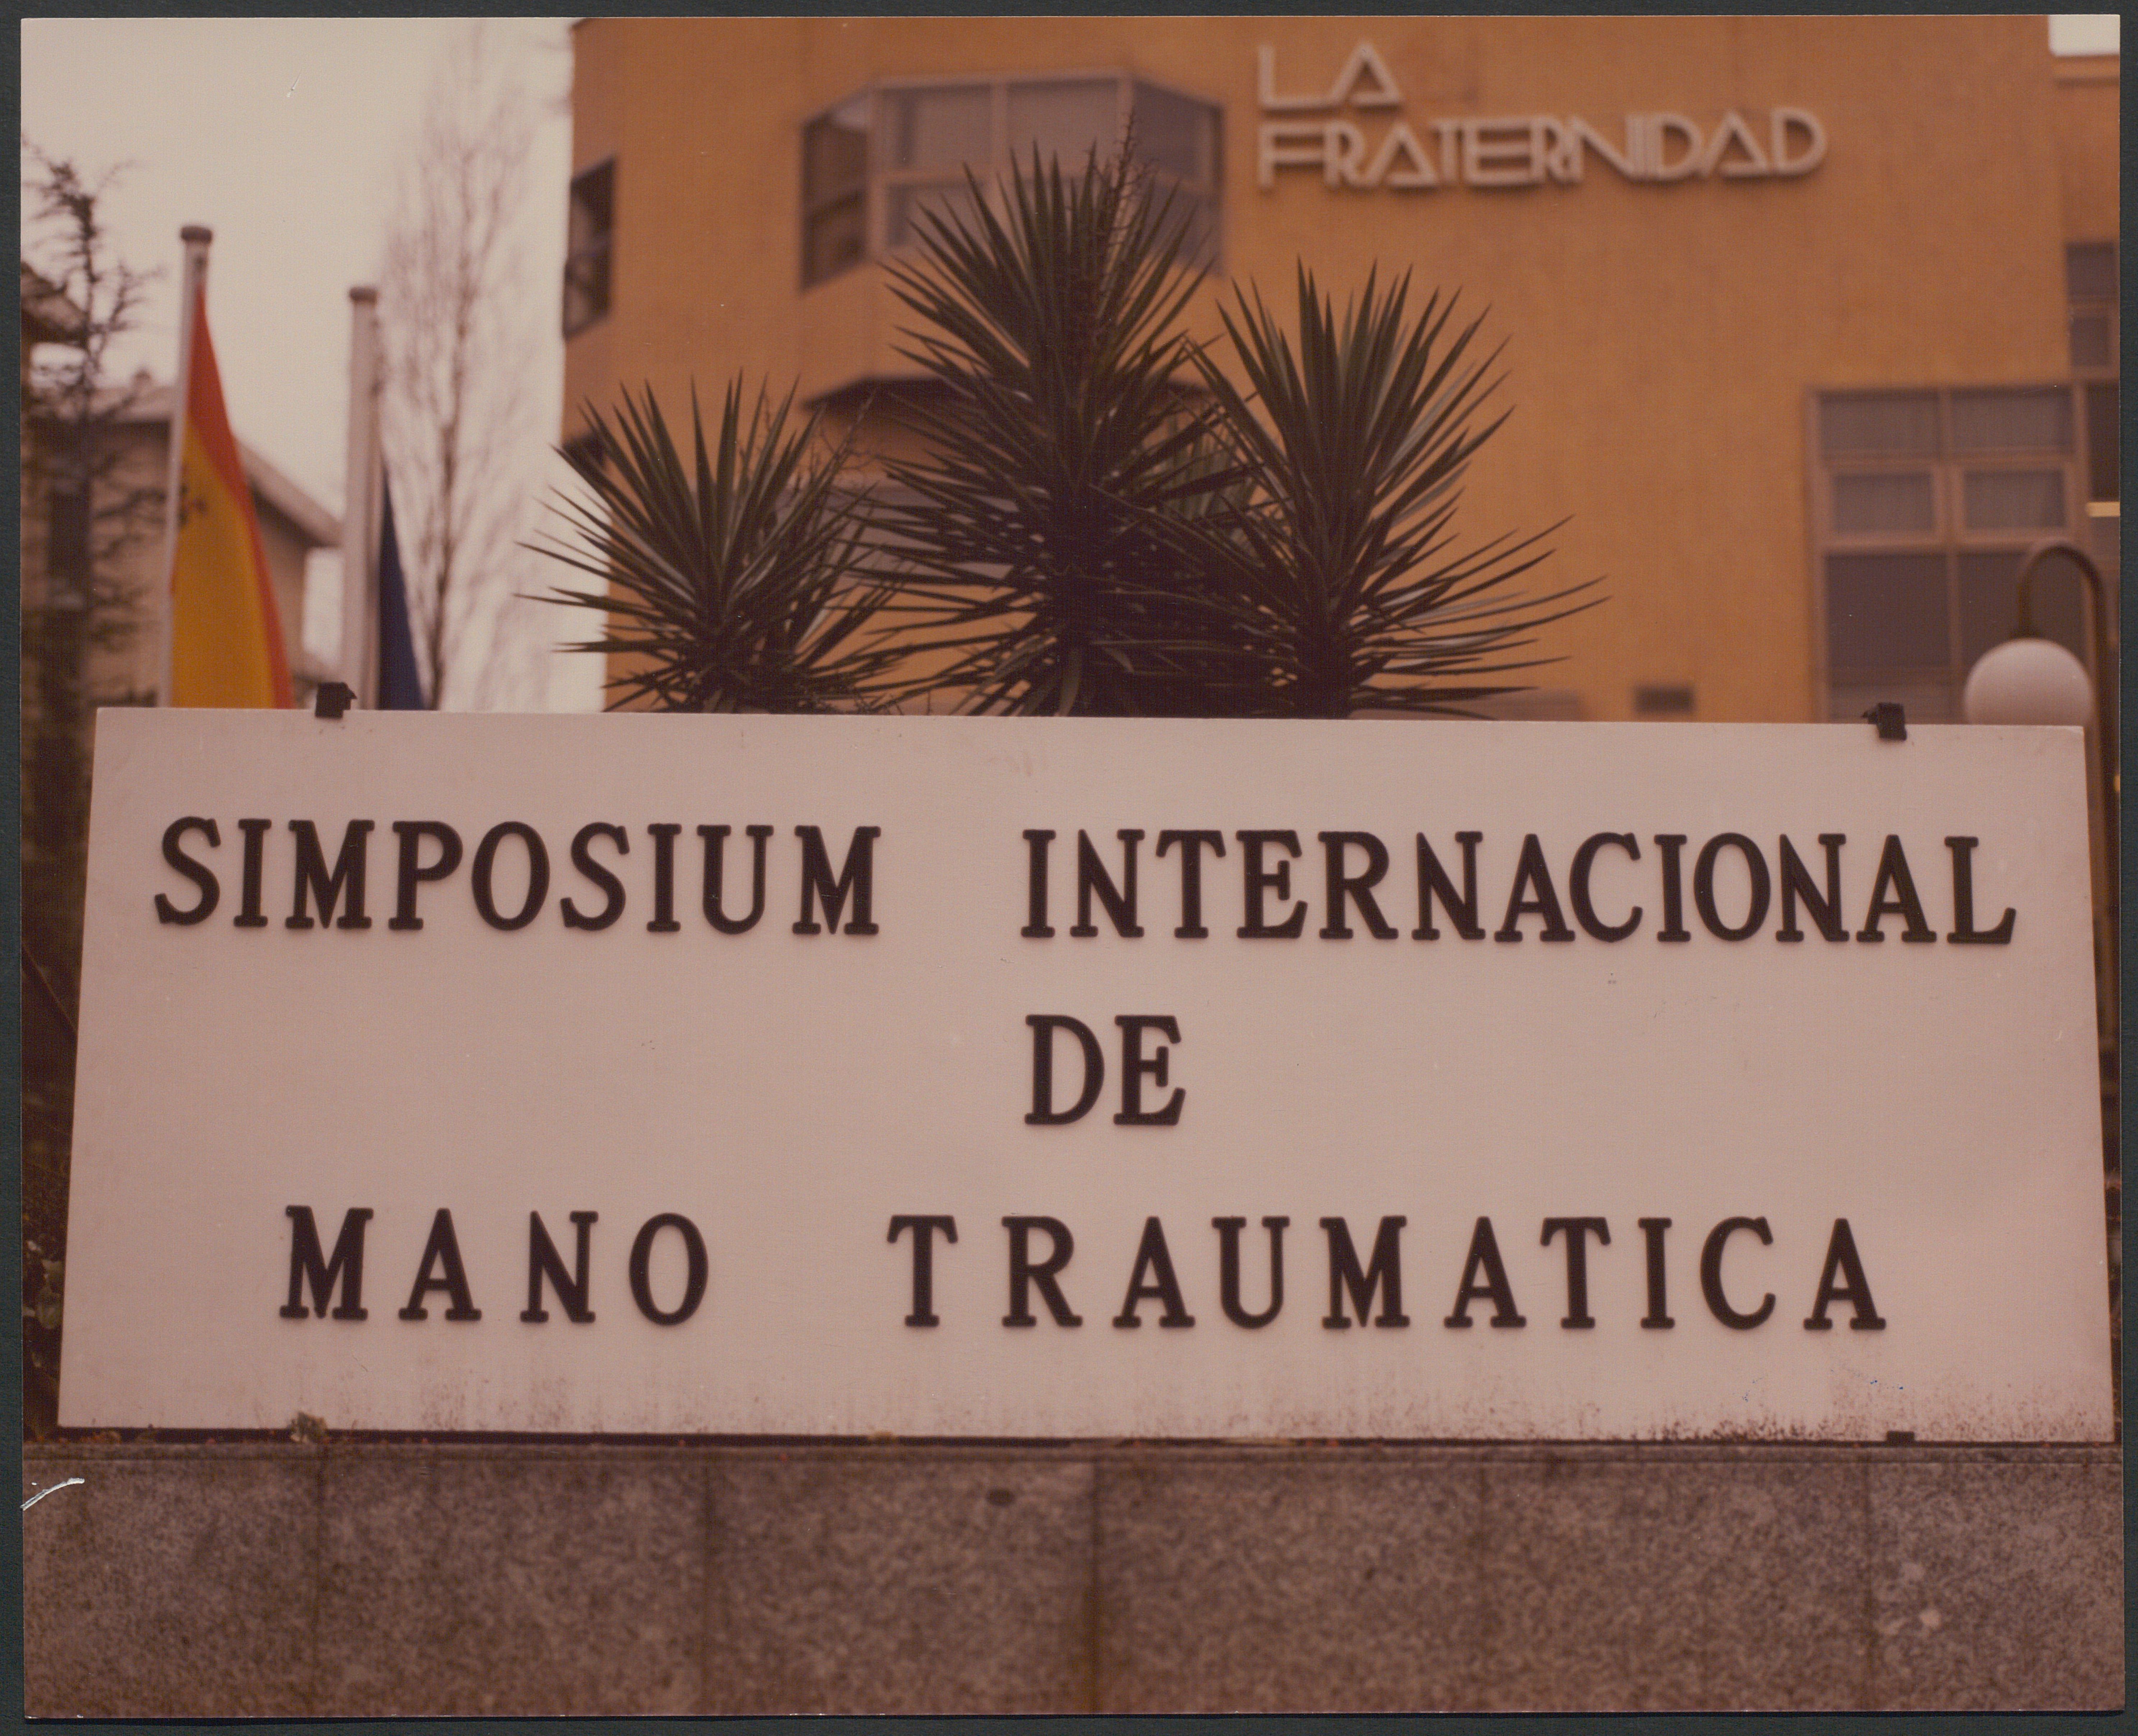 LA
FRATERNIDAD
SIMPOSIUM INTERNACIONAL
DE
MANO TRAUMATICA